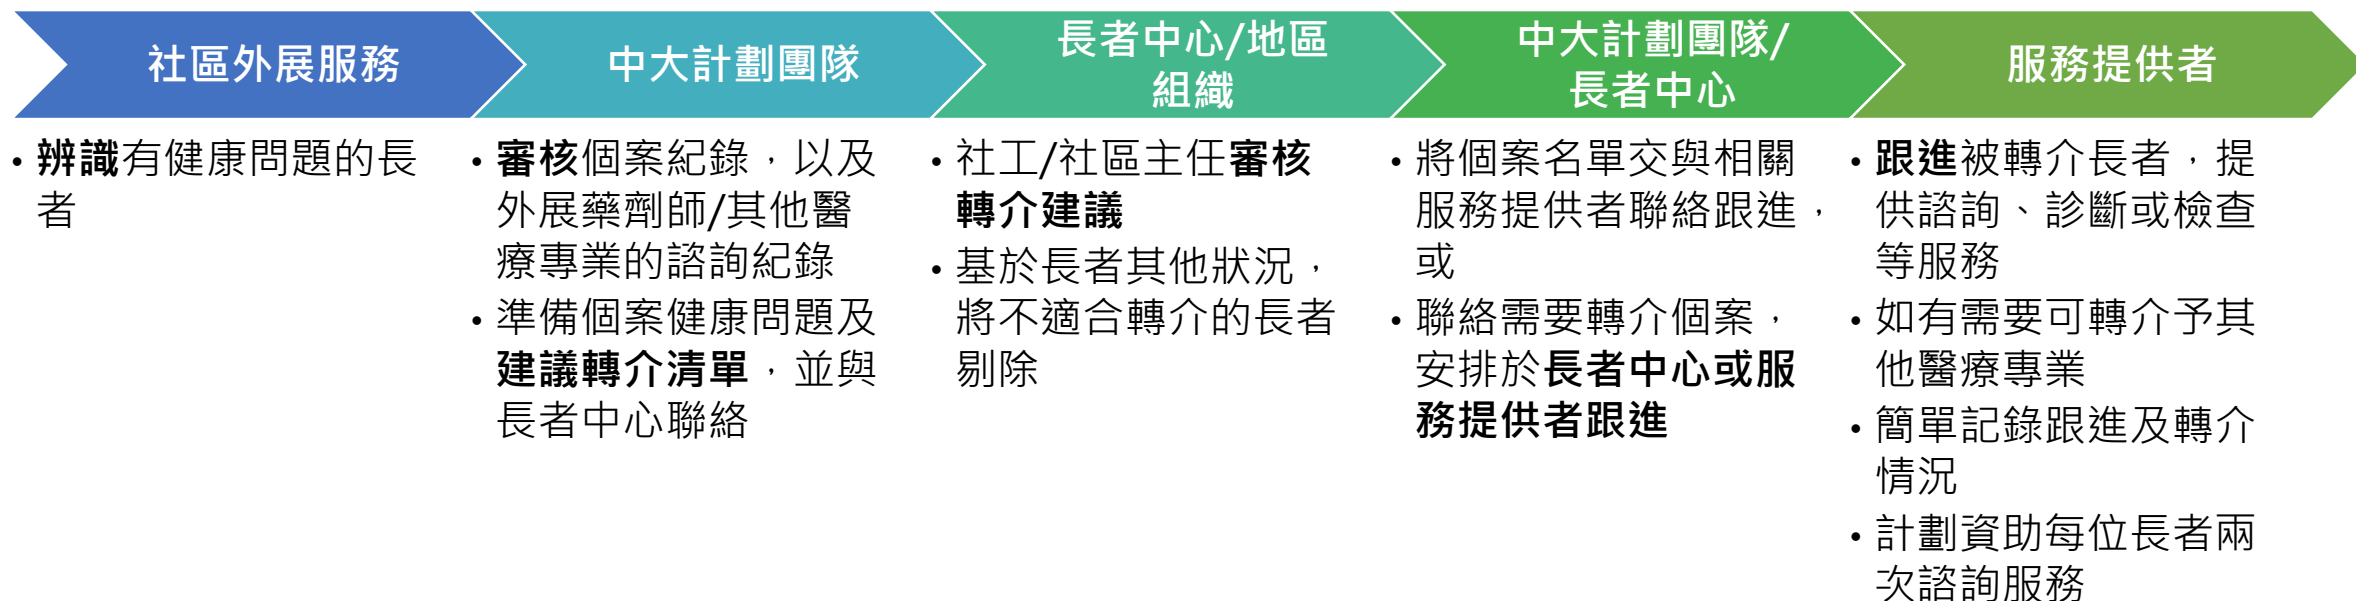 社區外展服務
中大計劃團隊
長者中心/地區
組織
中大計劃團隊/
長者中心
服務提供者
• 辨識有健康問題的長
者
• 審核個案紀錄，以及
外展藥劑師/其他醫
療專業的諮詢紀錄
• 準備個案健康問題及
建議轉介清單，並與
長者中心聯絡
• 社工/社區主任審核
轉介建議
• 基於長者其他狀況，
將不適合轉介的長者
剔除
• 將個案名單交與相關
服務提供者聯絡跟進，
或
• 聯絡需要轉介個案，
安排於長者中心或服
務提供者跟進
• 跟進被轉介長者，提
供諮詢、診斷或檢查
等服務
• 如有需要可轉介予其
他醫療專業
• 簡單記錄跟進及轉介
情況
• 計劃資助每位長者兩
次諮詢服務